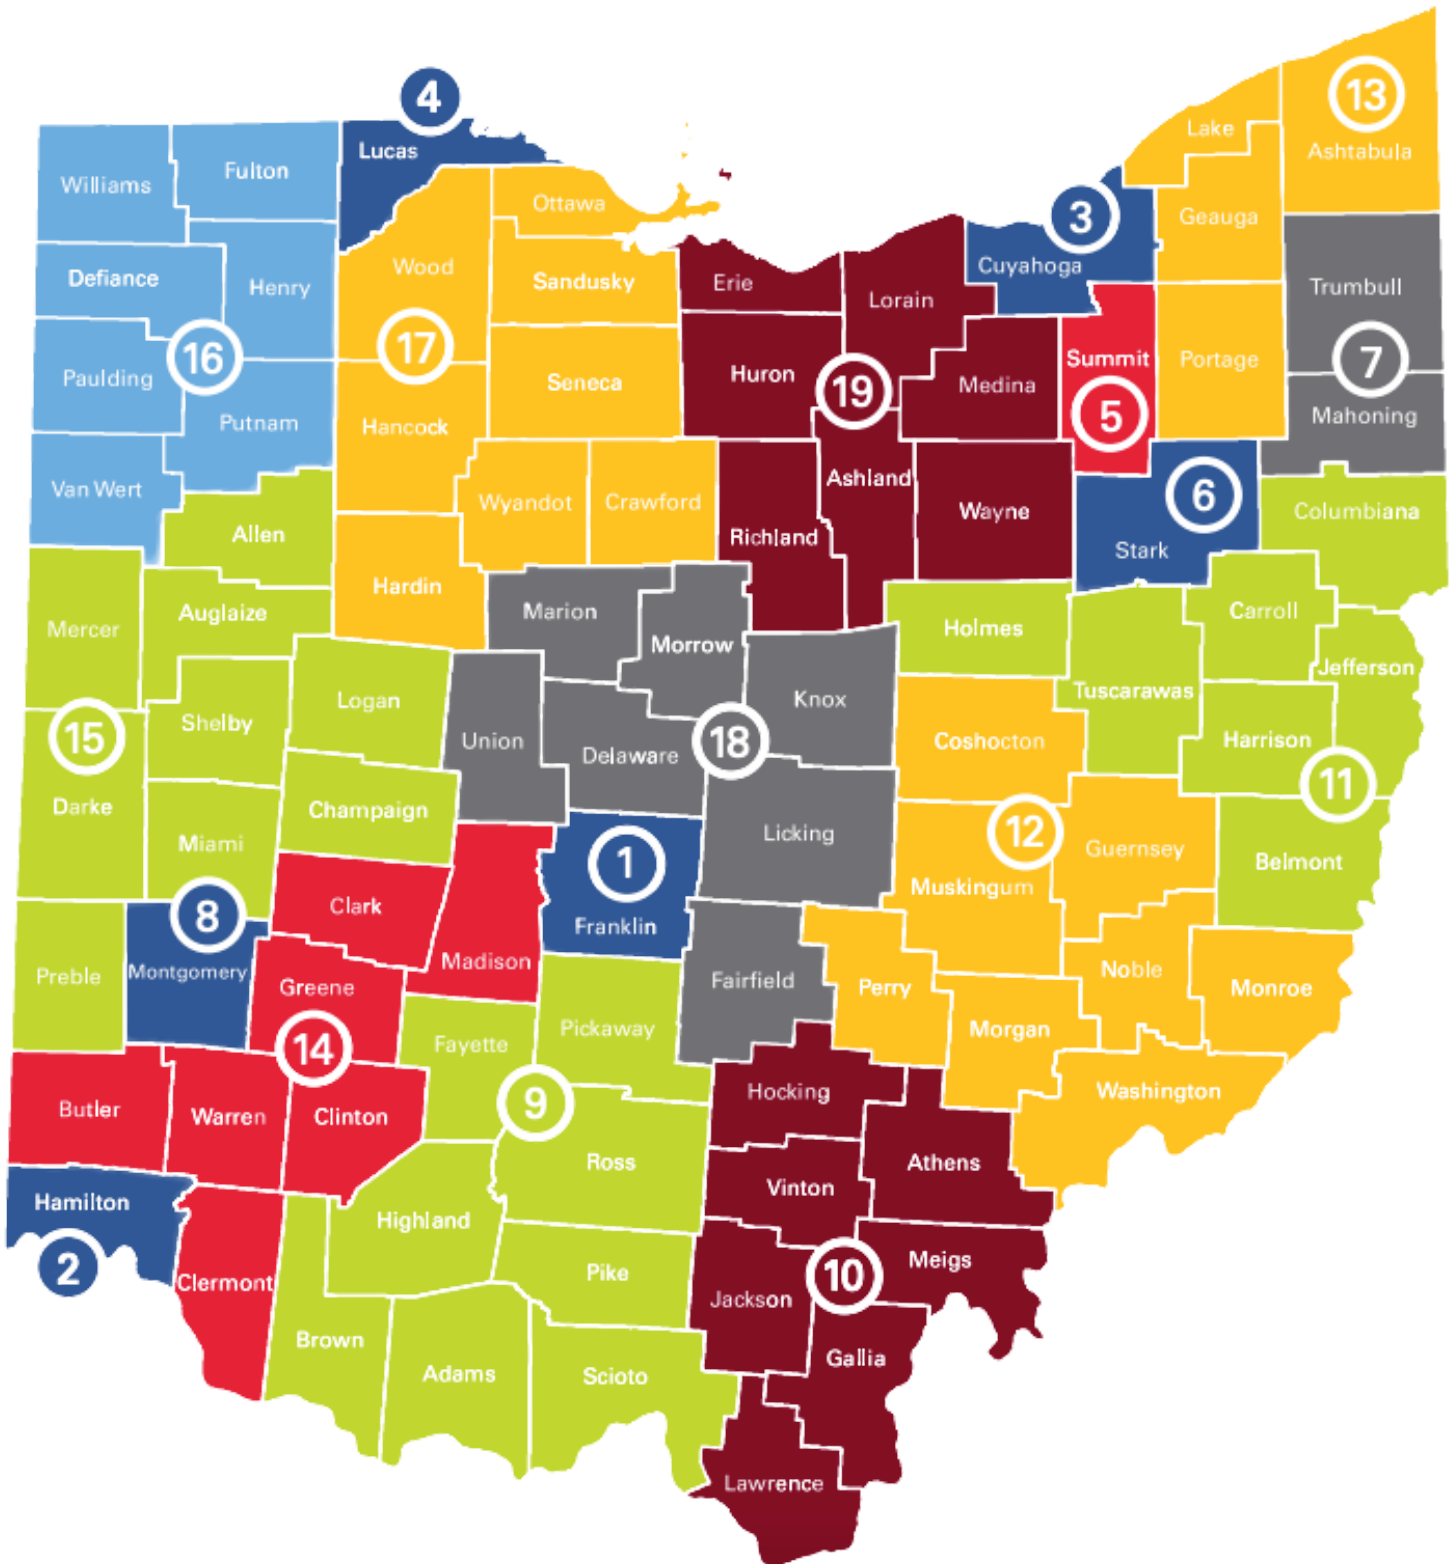 4
13
Lucas
Lake
Ashtabula
Williams
Fulton
Ottawa
3
Geauga
Defiance
Henry
Wood
Sandusky
Erie
Lorain
Cuyahoga
Trumbull
16
17
Paulding
Putnam
Hancock
Seneca
Huron
19
Medina
Summit
5
Portage
7
Mahoning
Van Wert
Allen
Wyandot
Crawford
Richland
Ashland
Wayne
6
Stark
Columbiana
Mercer
Auglaize
Hardin
Marion
Morrow
Holmes
Carroll
Jefferson
15
Shelby
Logan
Union
Delaware
18
Knox
Coshocton
Tuscarawas
Harrison
11
Darke
Miami
Champaign
1
Franklin
Licking
12
Muskingum
Guernsey
Belmont
8
Preble
Montgomery
Clark
Greene
Madison
Fairfield
Perry
Noble
Monroe
14
Fayette
Pickaway
Morgan
Washington
Butler
Warren
Clinton
9
Hocking
Ross
Athens
Hamilton
2
Highland
Vinton
Clermont
Pike
Jackson
10
Meigs
Brown
Adams
Scioto
Gallia
Lawrence